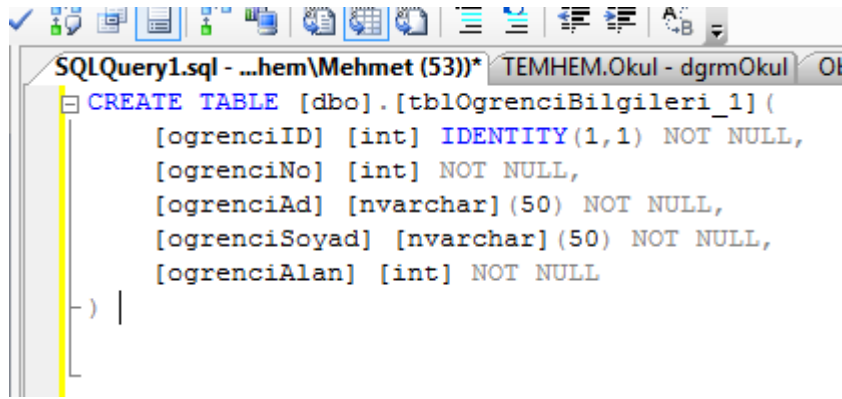 SQLQuery1.sql - ...hem\Mehmet (53))* TEMHEM.Okul - dgrmOkul
CREATE TABLE [dbo].[tblOgrenciBilgileri_1](
[ogrenciID] [int] IDENTITY(1,1) NOT NULL,
[ogrenciNo] [int] NOT NULL,
[ogrenciAd] [nvarchar](50) NOT NULL,
[ogrenciSoyad] [nvarchar](50) NOT NULL,
[ogrenciAlan] [int] NOT NULL
)